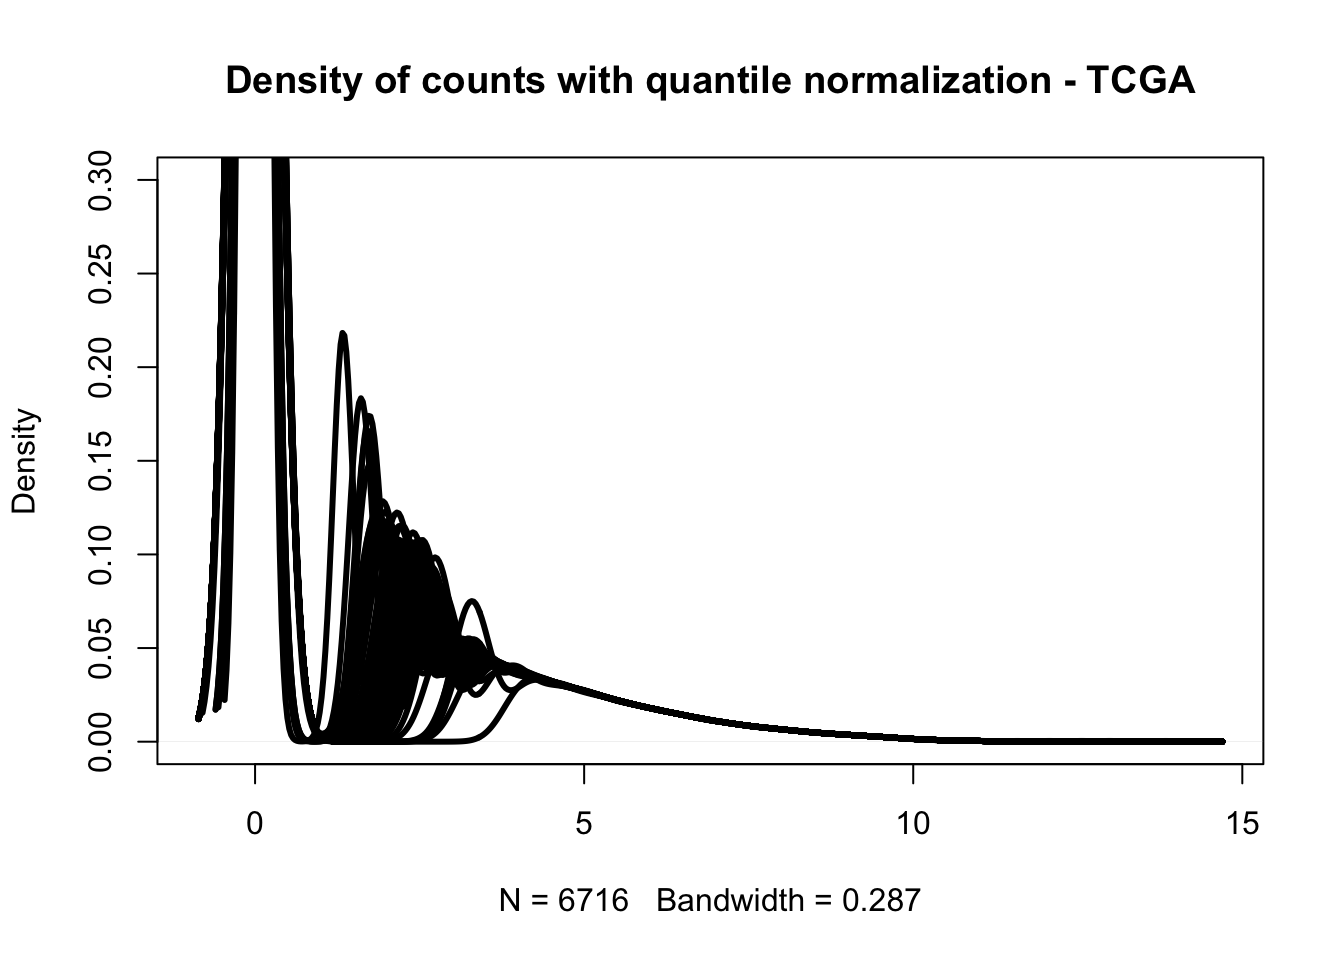 Density of counts with quantile normalization - TCGA
Density
0.30
0.25
0.20
0.15
0.10
0.05
0.00
0 5 10 15
N = 6716 Bandwidth = 0.287